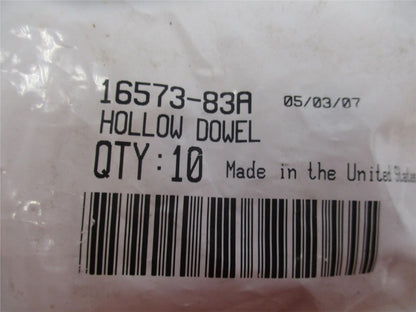 16573-83A 05/03/07
HOLLOW DOWEL
QTY: 10 Made in the United States